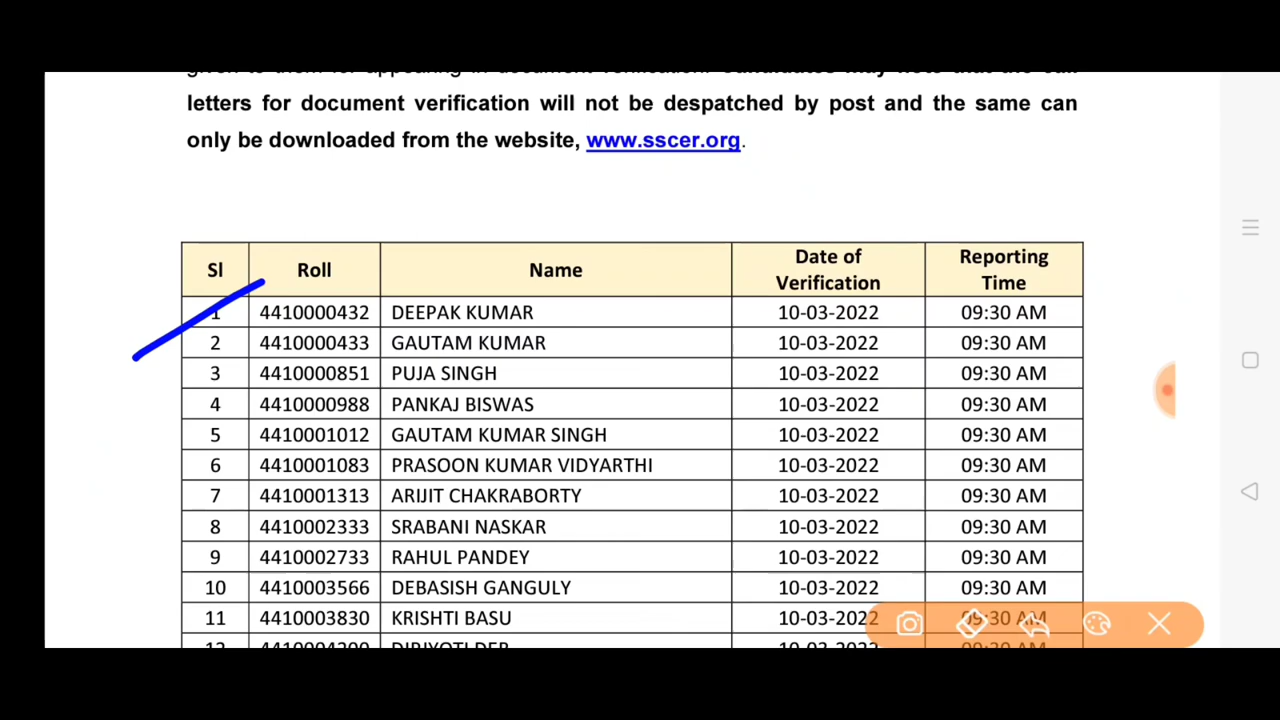 letters for document verification will not be despatched by post and the same can
only be downloaded from the website, www.sscer.org.
Sl Roll Name Date of Verification Reporting Time
1 4410000432 DEEPAK KUMAR 10-03-2022 09:30 AM
2 4410000433 GAUTAM KUMAR 10-03-2022 09:30 AM
3 4410000851 PUJA SINGH 10-03-2022 09:30 AM
4 4410000988 PANKAJ BISWAS 10-03-2022 09:30 AM
5 4410001012 GAUTAM KUMAR SINGH 10-03-2022 09:30 AM
6 4410001083 PRASOON KUMAR VIDYARTHI 10-03-2022 09:30 AM
7 4410001313 ARIJIT CHAKRABORTY 10-03-2022 09:30 AM
8 4410002333 SRABANI NASKAR 10-03-2022 09:30 AM
9 4410002733 RAHUL PANDEY 10-03-2022 09:30 AM
10 4410003566 DEBASISH GANGULY 10-03-2022 09:30 AM
11 4410003830 KRISHTI BASU 10-03-2022 09:30 AM